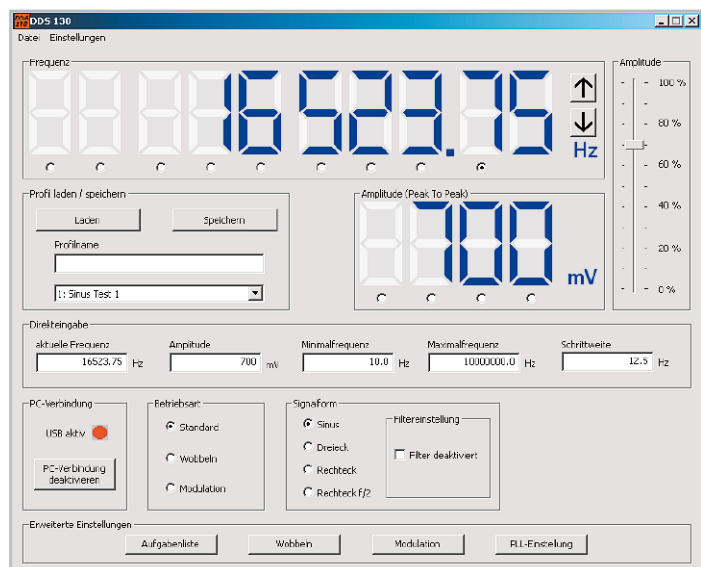 DDS 130
Datei Einstellungen
Frequenz
16523.75
Hz
Amplitude
100 %
80 %
60 %
40 %
20 %
0 %
Profil laden / speichern
Laden
Speichern
Profilname
1: Sinus Test 1
Amplitude (Peak To Peak)
700
mV
Direkteingabe
aktuelle Frequenz
16523.75 Hz
Amplitude
700 mV
Minimalfrequenz
10.0 Hz
Maximalfrequenz
10000000.0 Hz
Schrittweite
12.5 Hz
PC-Verbindung
USB aktiv
PC-Verbindung
deaktivieren
Betriebsart
Standard
Wobbeln
Modulation
Signalform
Sinus
Dreieck
Rechteck
Rechteck f/2
Filtereinstellung
Filter deaktiviert
Erweiterte Einstellungen
Aufgabenliste
Wobbeln
Modulation
PLL-Einstellung